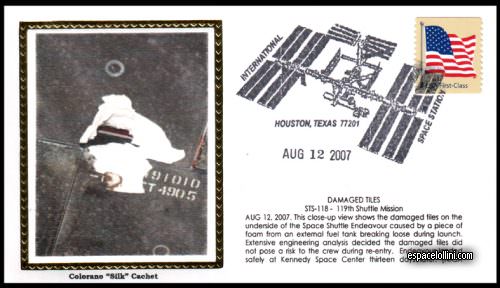 91010
T4905
Colorano "Silk" Cachet
INTERNATIONAL
SPACE STATION
HOUSTON, TEXAS 77201
AUG 12 2007
First-Class
DAMAGED TILES
STS-118 - 119th Shuttle Mission
AUG 12, 2007. This close-up view shows the damaged tiles on the
underside of the Space Shuttle Endeavour caused by a piece of
foam from an external fuel tank breaking loose during launch.
Extensive engineering analysis decided the damaged tiles did
not pose a risk to the crew during re-entry. Endeavour landed
safely at Kennedy Space Center thirteen
espacelollini.com